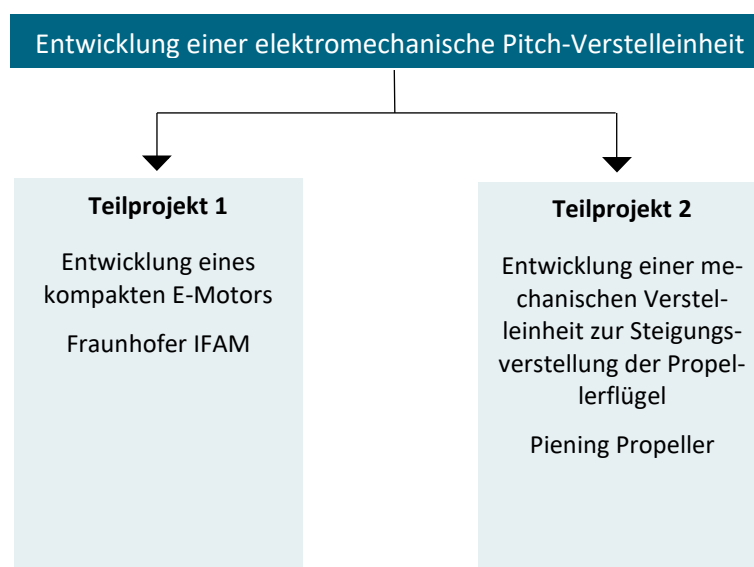 Entwicklung einer elektromechanische Pitch-Verstelleinheit
Teilprojekt 1
Entwicklung eines
kompakten E-Motors
Fraunhofer IFAM
Teilprojekt 2
Entwicklung einer me-
chanischen Verstel-
leinheit zur Steigungs-
verstellung der Propel-
lerflügel
Piening Propeller